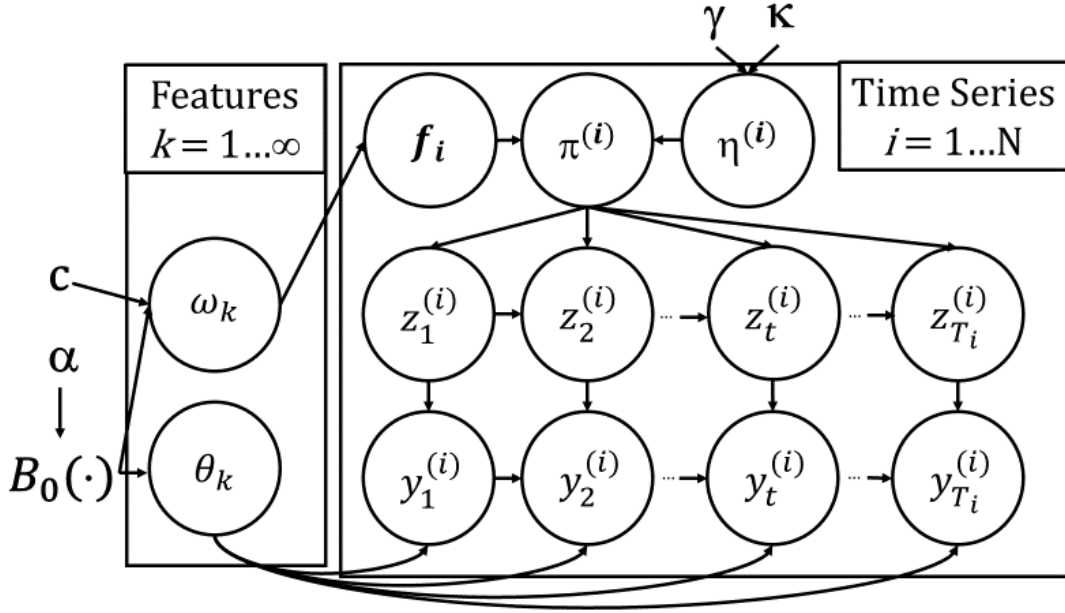 γ κ
Features
k = 1...∞
Time Series
i = 1...N
f_i π^(i) η^(i)
c
ω_k
z_1^(i) z_2^(i) ... z_t^(i) ... z_{T_i}^(i)
α
B_0(·)
θ_k
y_1^(i) y_2^(i) ... y_t^(i) ... y_{T_i}^(i)